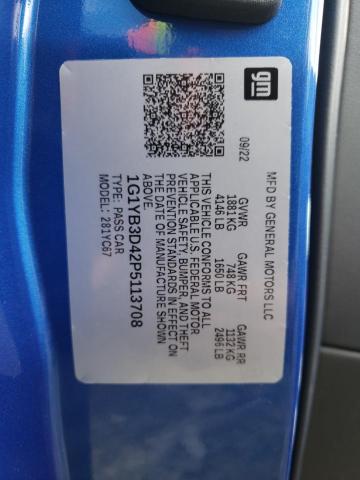 gm
MFD BY GENERAL MOTORS LLC
09/22
GVWR GAWR FRT GAWR RR
1881 KG 748 KG 1132 KG
4146 LB 1650 LB 2496 LB
THIS VEHICLE CONFORMS TO ALL
APPLICABLE U.S. FEDERAL MOTOR
VEHICLE SAFETY, BUMPER, AND THEFT
PREVENTION STANDARDS IN EFFECT ON
THE DATE OF MANUFACTURE SHOWN
ABOVE.
1G1YB3D42P5113708
TYPE: PASS CAR
MODEL: 281YC67